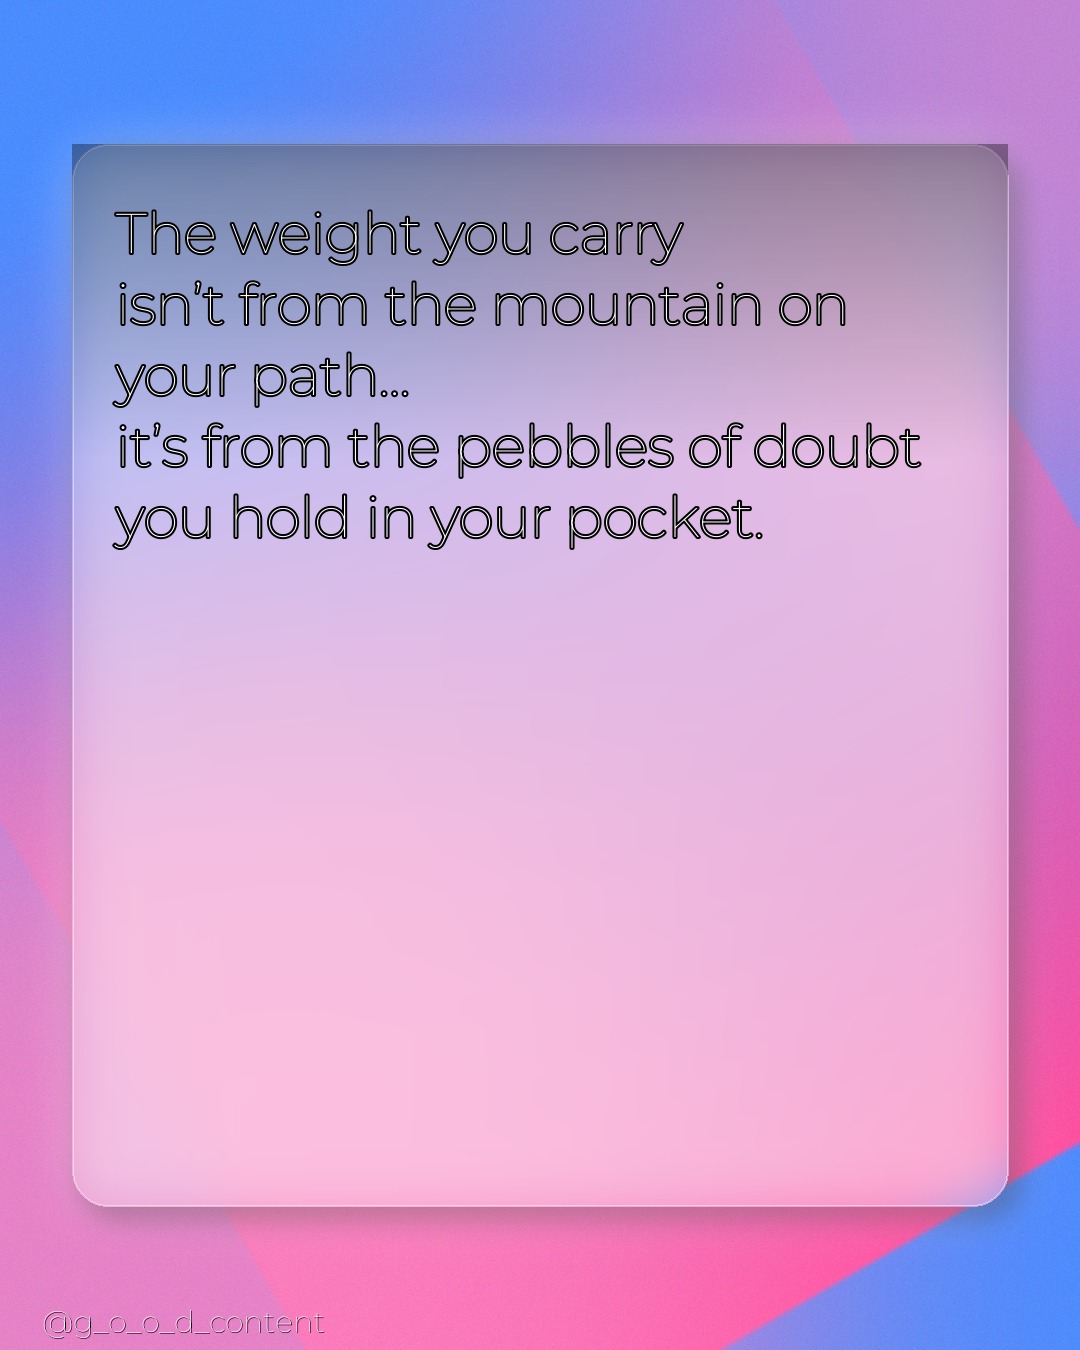 The weight you carry
isn’t from the mountain on
your path...
it’s from the pebbles of doubt
you hold in your pocket.
@g_o_o_d_content